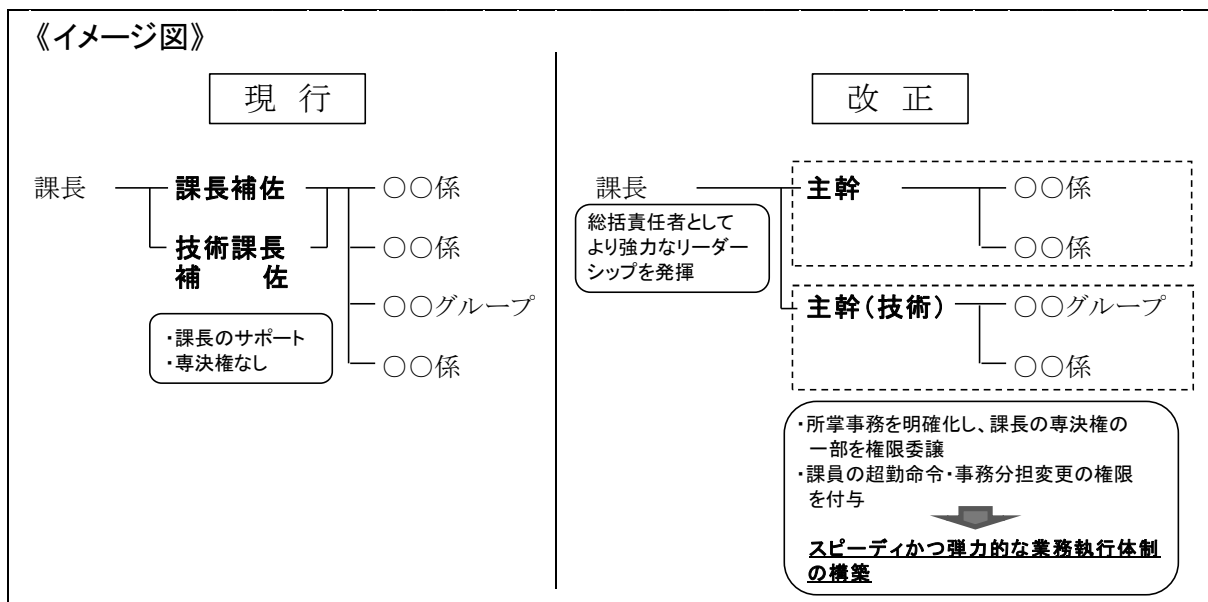 《イメージ図》
現 行
課長
課長補佐
○○係
技術課長
補 佐
○○係
○○グループ
○○係
・課長のサポート
・専決権なし
改 正
課長
主幹
○○係
総括責任者として
より強力なリーダー
シップを発揮
○○係
主幹(技術)
○○グループ
○○係
・所掌事務を明確化し、課長の専決権の
一部を権限委譲
・課員の超勤命令・事務分担変更の権限
を付与
スピーディかつ弾力的な業務執行体制
の構築